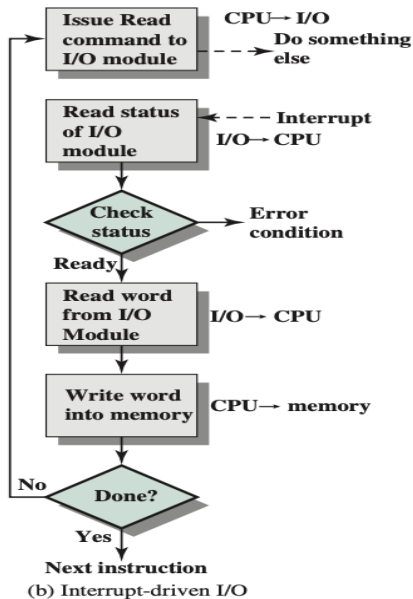 Issue Read
command to
I/O module
CPU → I/O
Do something
else
Read status
of I/O
module
Interrupt
I/O → CPU
Check
status
Error
condition
Ready
Read word
from I/O
Module
I/O → CPU
Write word
into memory
CPU → memory
No
Done?
Yes
Next instruction
(b) Interrupt-driven I/O